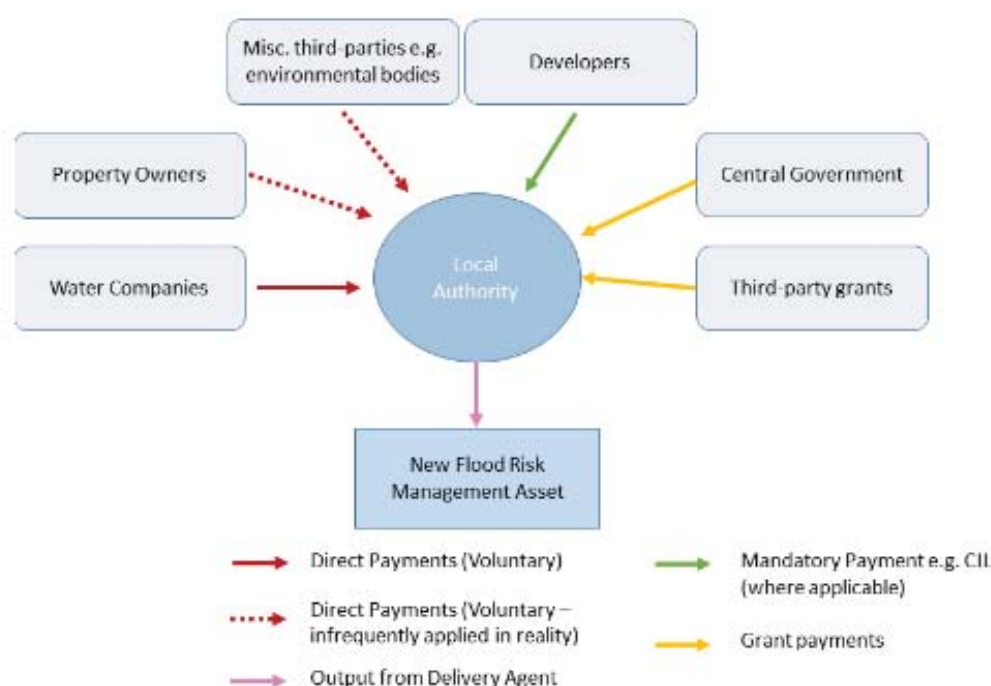 Misc. third-parties e.g.
environmental bodies
Developers
Property Owners
Central Government
Water Companies
Local
Authority
Third-party grants
New Flood Risk
Management Asset
Direct Payments (Voluntary)
Direct Payments (Voluntary –
infrequently applied in reality)
Output from Delivery Agent
Mandatory Payment e.g. CIL
(where applicable)
Grant payments